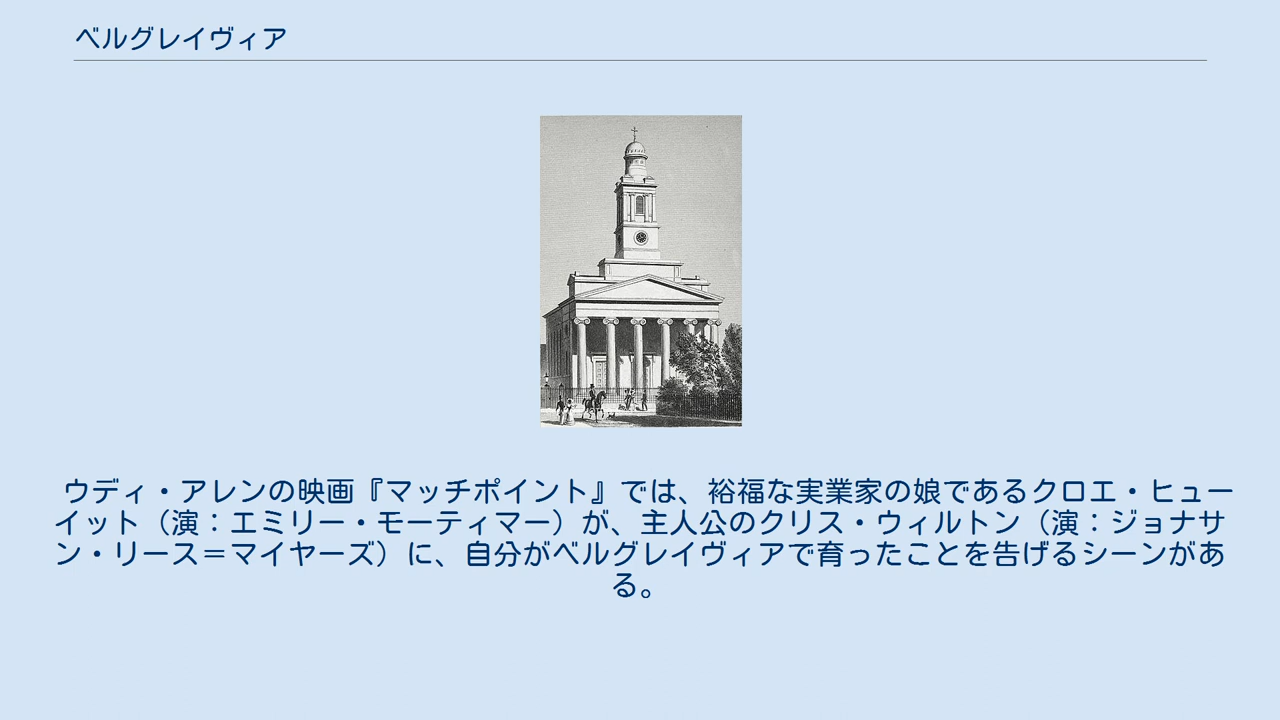 ベルグレイヴィア
ウディ・アレンの映画『マッチポイント』では、裕福な実業家の娘であるクロエ・ヒュー
イット（演：エミリー・モーティマー）が、主人公のクリス・ウィルトン（演：ジョナサ
ン・リース＝マイヤーズ）に、自分がベルグレイヴィアで育ったことを告げるシーンがあ
る。